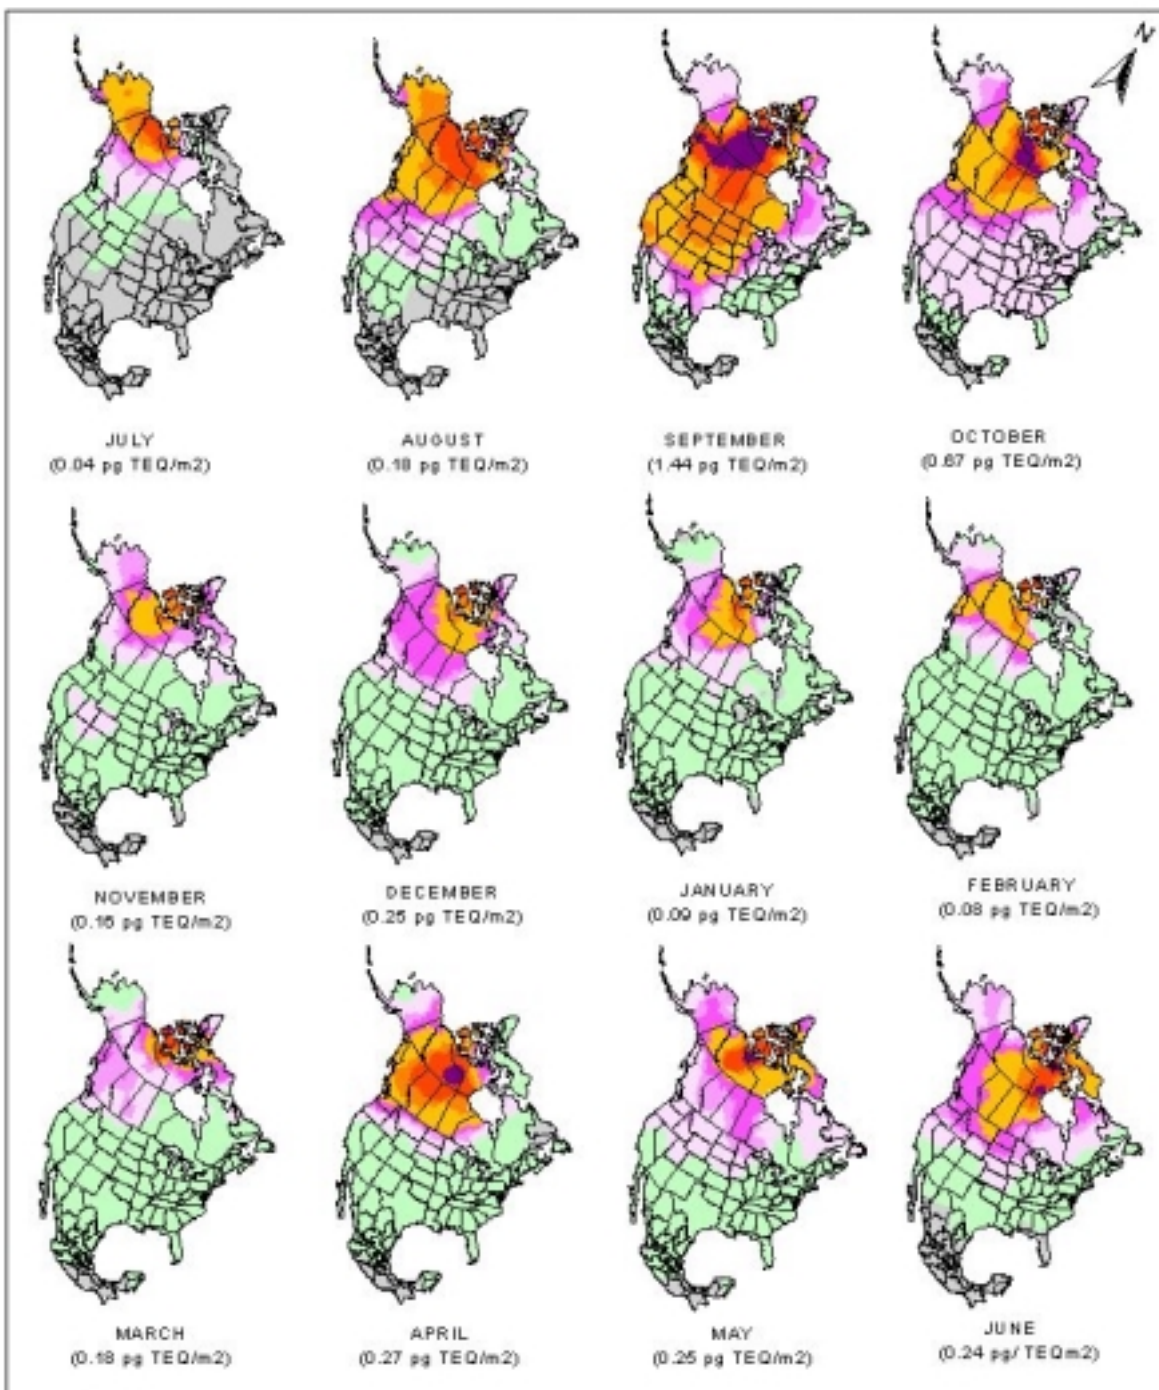 N
JULY
(0.04 pg TEQ/m2)
AUGUST
(0.18 pg TEQ/m2)
SEPTEMBER
(1.44 pg TEQ/m2)
OCTOBER
(0.67 pg TEQ/m2)
NOVEMBER
(0.16 pg TEQ/m2)
DECEMBER
(0.25 pg TEQ/m2)
JANUARY
(0.09 pg TEQ/m2)
FEBRUARY
(0.08 pg TEQ/m2)
MARCH
(0.18 pg TEQ/m2)
APRIL
(0.27 pg TEQ/m2)
MAY
(0.25 pg TEQ/m2)
JUNE
(0.24 pg/ TEQm2)